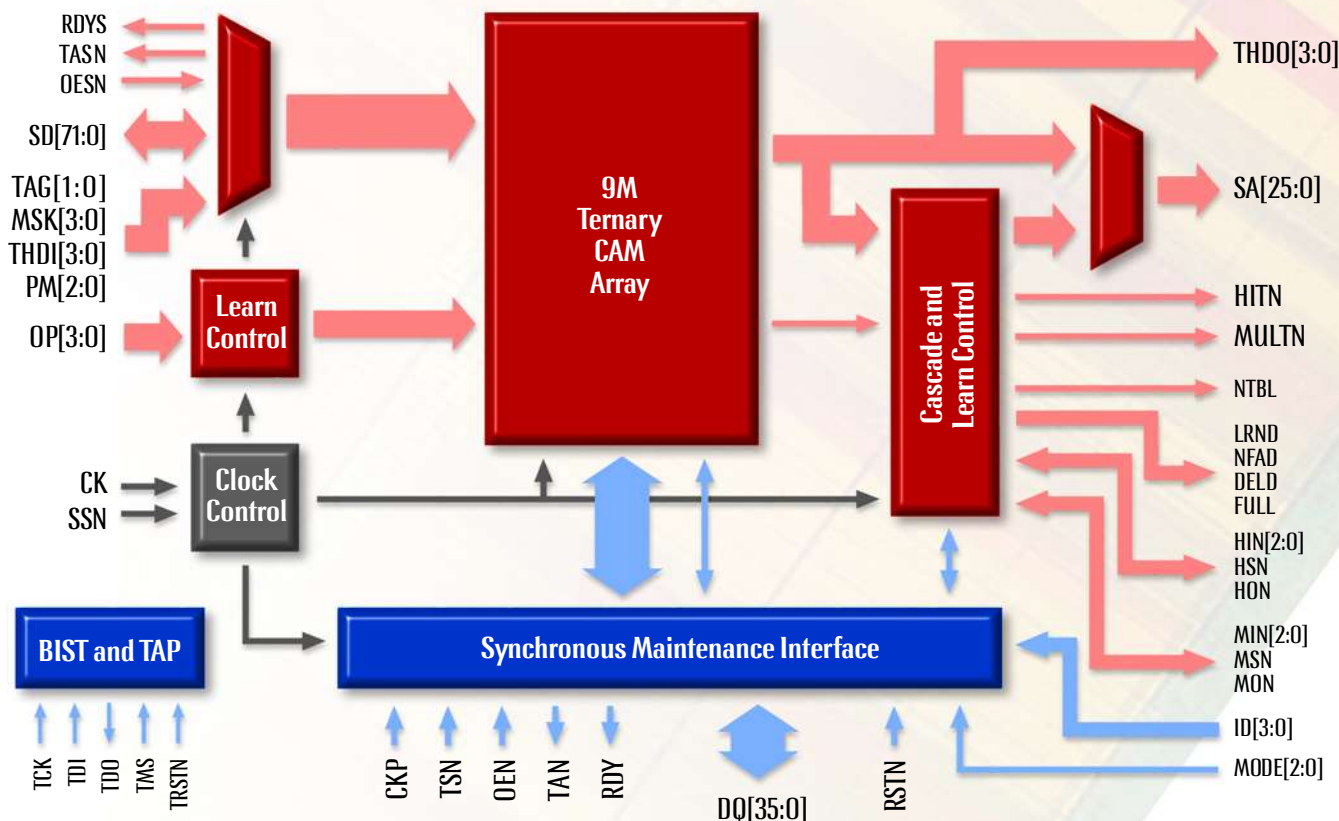 RDYS
TASN
OESN
SD[71:0]
TAG[1:0]
MSK[3:0]
THDI[3:0]
PM[2:0]
OP[3:0]
Learn
Control
CK
SSN
Clock
Control
9M
Ternary
CAM
Array
Cascade and
Learn Control
THDO[3:0]
SA[25:0]
HITN
MULTN
NTBL
LRND
NFAD
DELD
FULL
HIN[2:0]
HSN
HON
MIN[2:0]
MSN
MON
ID[3:0]
MODE[2:0]
BIST and TAP
Synchronous Maintenance Interface
TCK
TDI
TDO
TMS
TRSTN
CKP
TSN
OEN
TAN
RDY
DQ[35:0]
RSTN